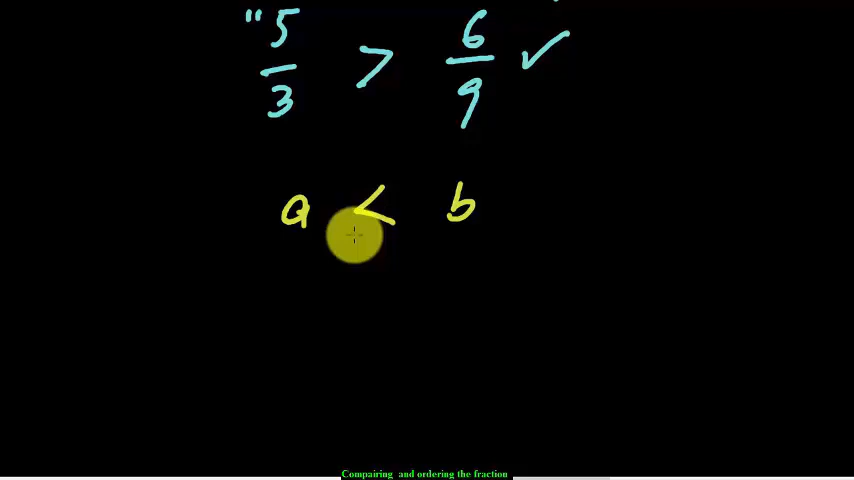 " 5/3 > 6/9 ✓
a < b
Compairing and ordering the fraction